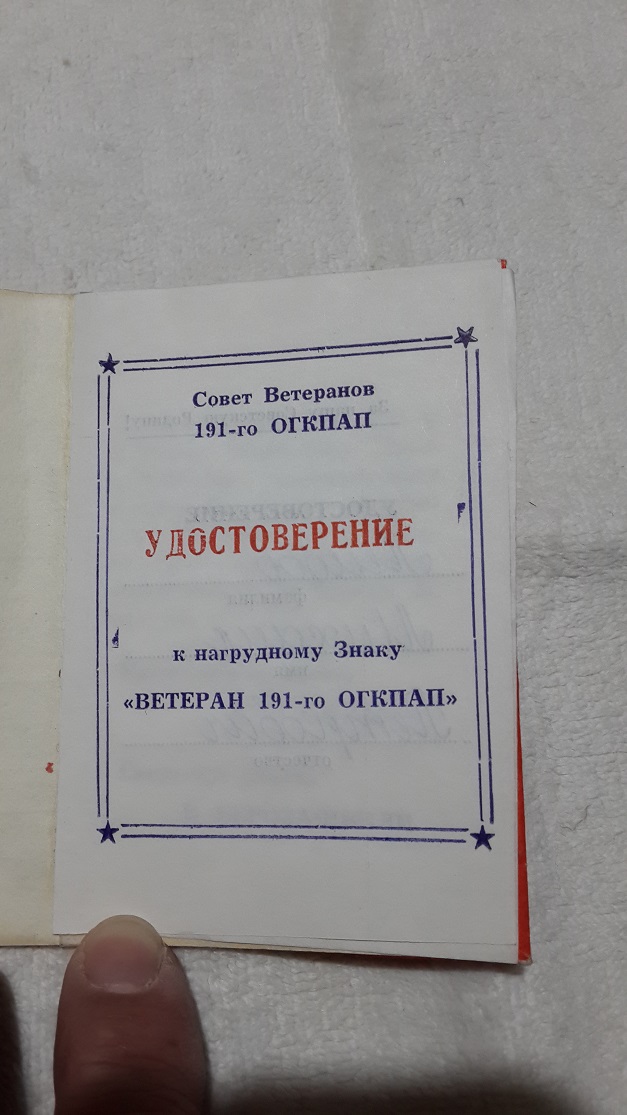 Совет Ветеранов
191-го ОГКПАП
УДОСТОВЕРЕНИЕ
к нагрудному Знаку
«ВЕТЕРАН 191-го ОГКПАП»